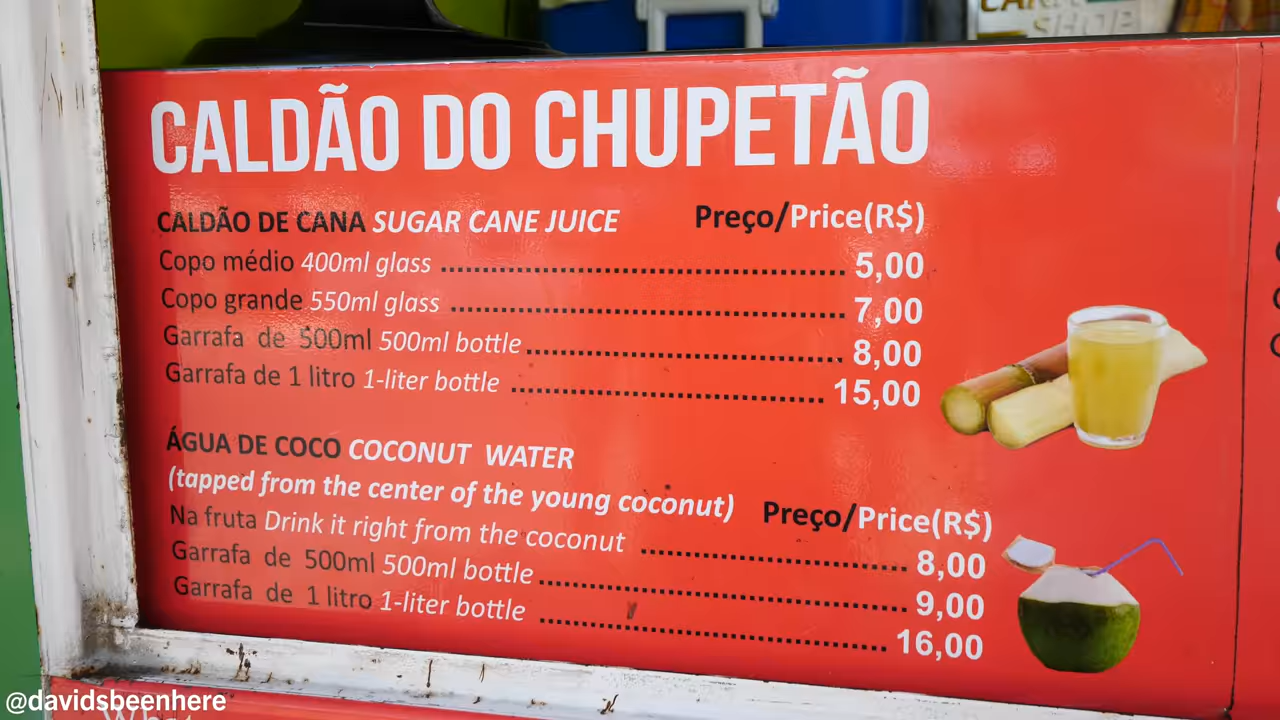 CALDÃO DO CHUPETÃO
CALDÃO DE CANA SUGAR CANE JUICE Preço/Price(R$)
Copo médio 400ml glass ........ 5,00
Copo grande 550ml glass ........ 7,00
Garrafa de 500ml 500ml bottle ........ 8,00
Garrafa de 1 litro 1-liter bottle ........ 15,00
ÁGUA DE COCO COCONUT WATER
(tapped from the center of the young coconut) Preço/Price(R$)
Na fruta Drink it right from the coconut ........ 8,00
Garrafa de 500ml 500ml bottle ........ 9,00
Garrafa de 1 litro 1-liter bottle ........ 16,00
@davidsbeenhere